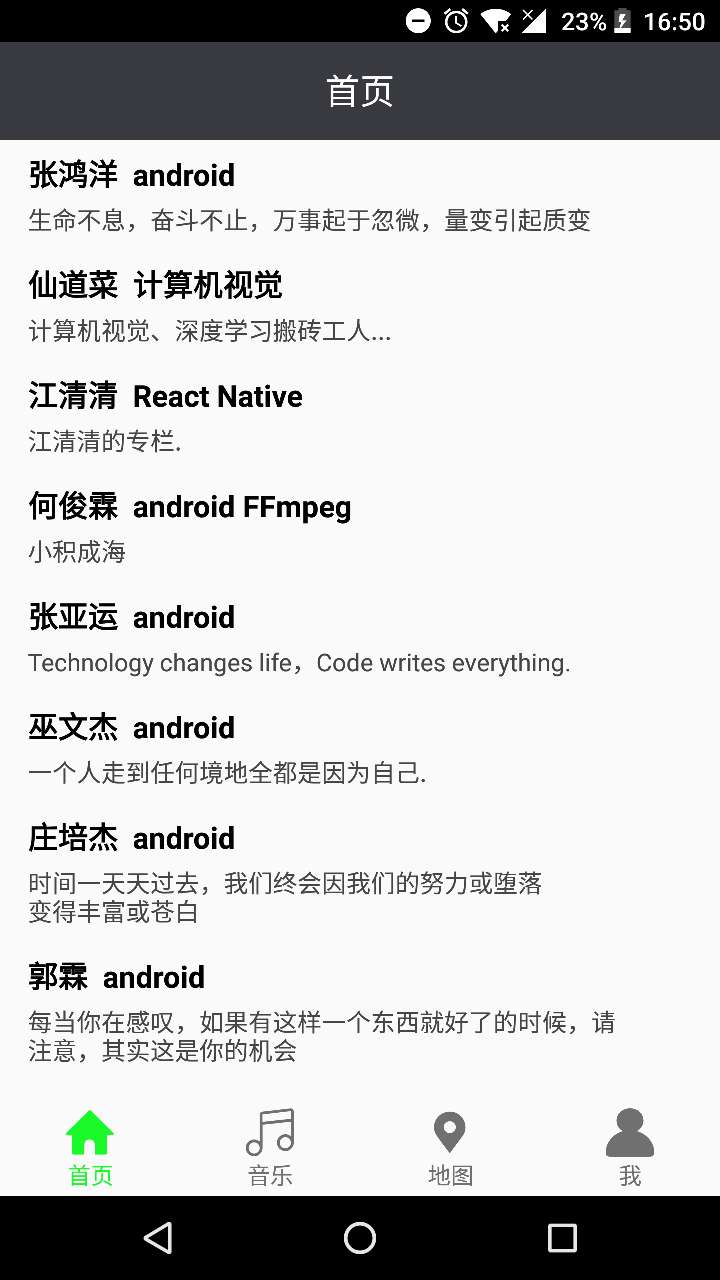 23% 16:50
首页
张鸿洋 android
生命不息，奋斗不止，万事起于忽微，量变引起质变
仙道菜 计算机视觉
计算机视觉、深度学习搬砖工人...
江清清 React Native
江清清的专栏.
何俊霖 android FFmpeg
小积成海
张亚运 android
Technology changes life，Code writes everything.
巫文杰 android
一个人走到任何境地全都是因为自己.
庄培杰 android
时间一天天过去，我们终会因我们的努力或堕落
变得丰富或苍白
郭霖 android
每当你在感叹，如果有这样一个东西就好了的时候，请
注意，其实这是你的机会
首页 音乐 地图 我